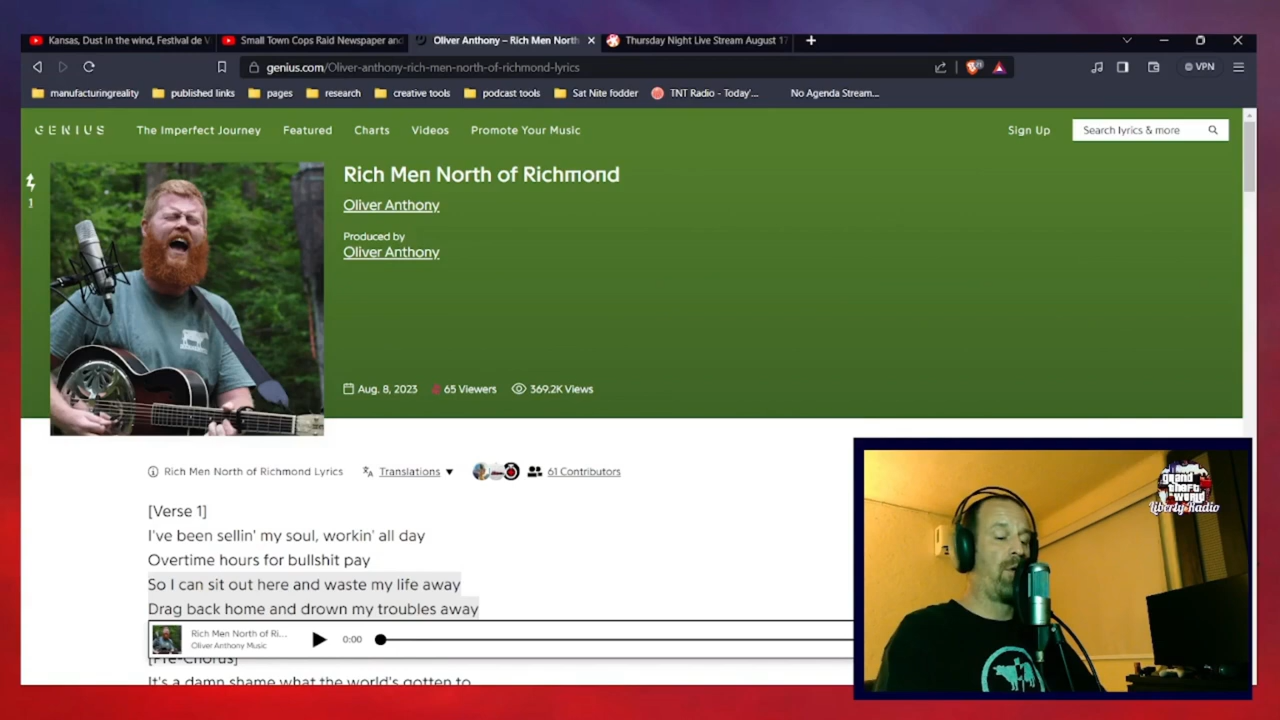 Kansas, Dust in the wind, Festival de V
Small Town Cops Raid Newspaper and
Oliver Anthony – Rich Men North
Thursday Night Live Stream August 17
genius.com/Oliver-anthony-rich-men-north-of-richmond-lyrics
VPN
manufacturingreality
published links
pages
research
creative tools
podcast tools
Sat Nite fodder
TNT Radio - Today'...
No Agenda Stream...
GENIUS
The Imperfect Journey
Featured
Charts
Videos
Promote Your Music
Sign Up
Search lyrics & more
1
Rich Men North of Richmond
Oliver Anthony
Produced by
Oliver Anthony
Aug. 8, 2023
65 Viewers
369.2K Views
Rich Men North of Richmond Lyrics
Translations
61 Contributors
[Verse 1]
I've been sellin' my soul, workin' all day
Overtime hours for bullshit pay
So I can sit out here and waste my life away
Drag back home and drown my troubles away
Rich Men North of Ri...
Oliver Anthony Music
0:00
[Pre-Chorus]
It's a damn shame what the world's gotten to
grand
theft
world
Liberty Radio